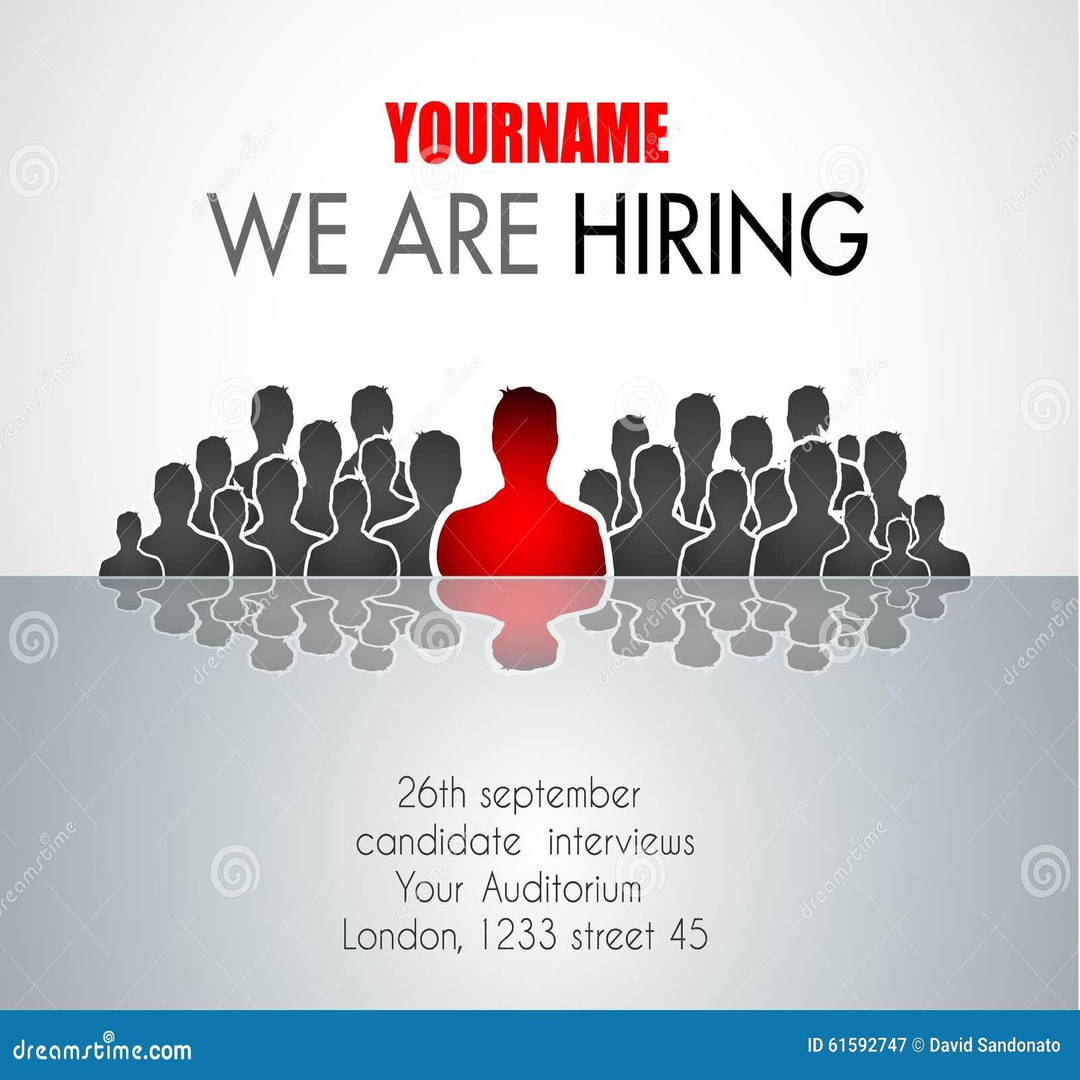 YOURNAME
WE ARE HIRING
26th september
candidate interviews
Your Auditorium
London, 1233 street 45
dreamstime.com
ID 61592747 © David Sandonato